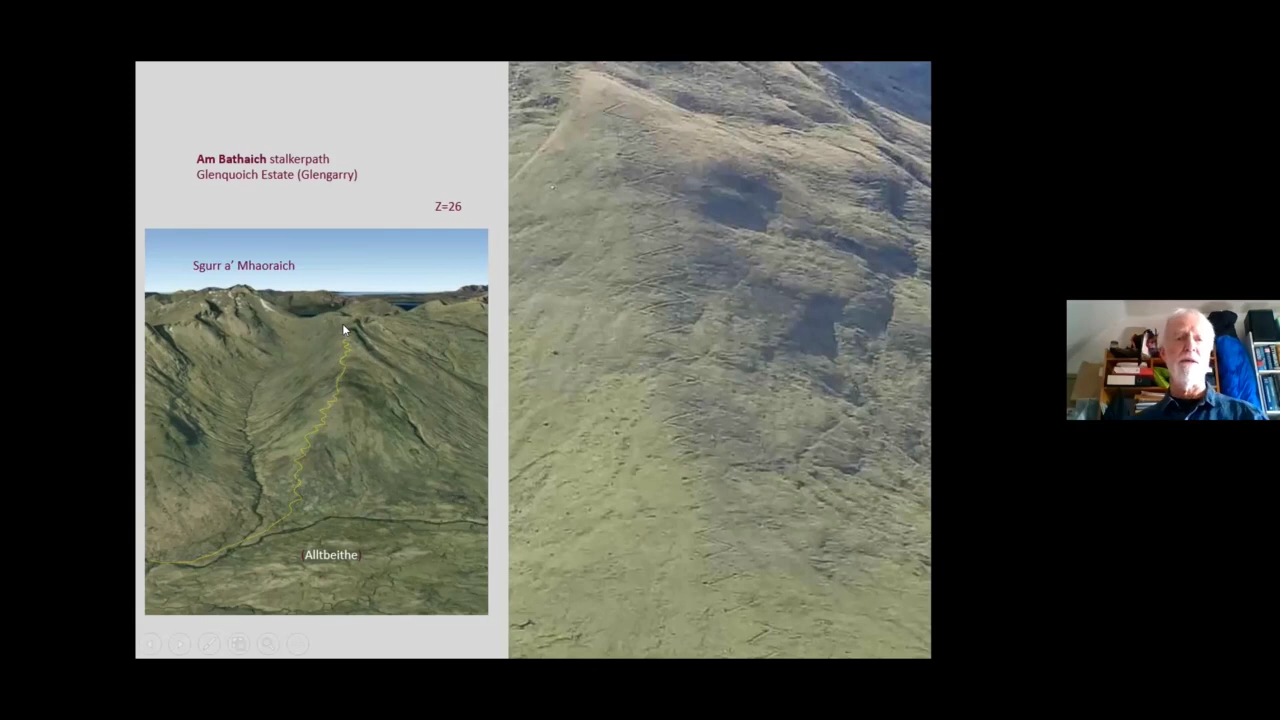 Am Bathaich stalkerpath
Glenquoich Estate (Glengarry)
Z=26
Sgurr a’ Mhaoraich
(Alltbeithe)